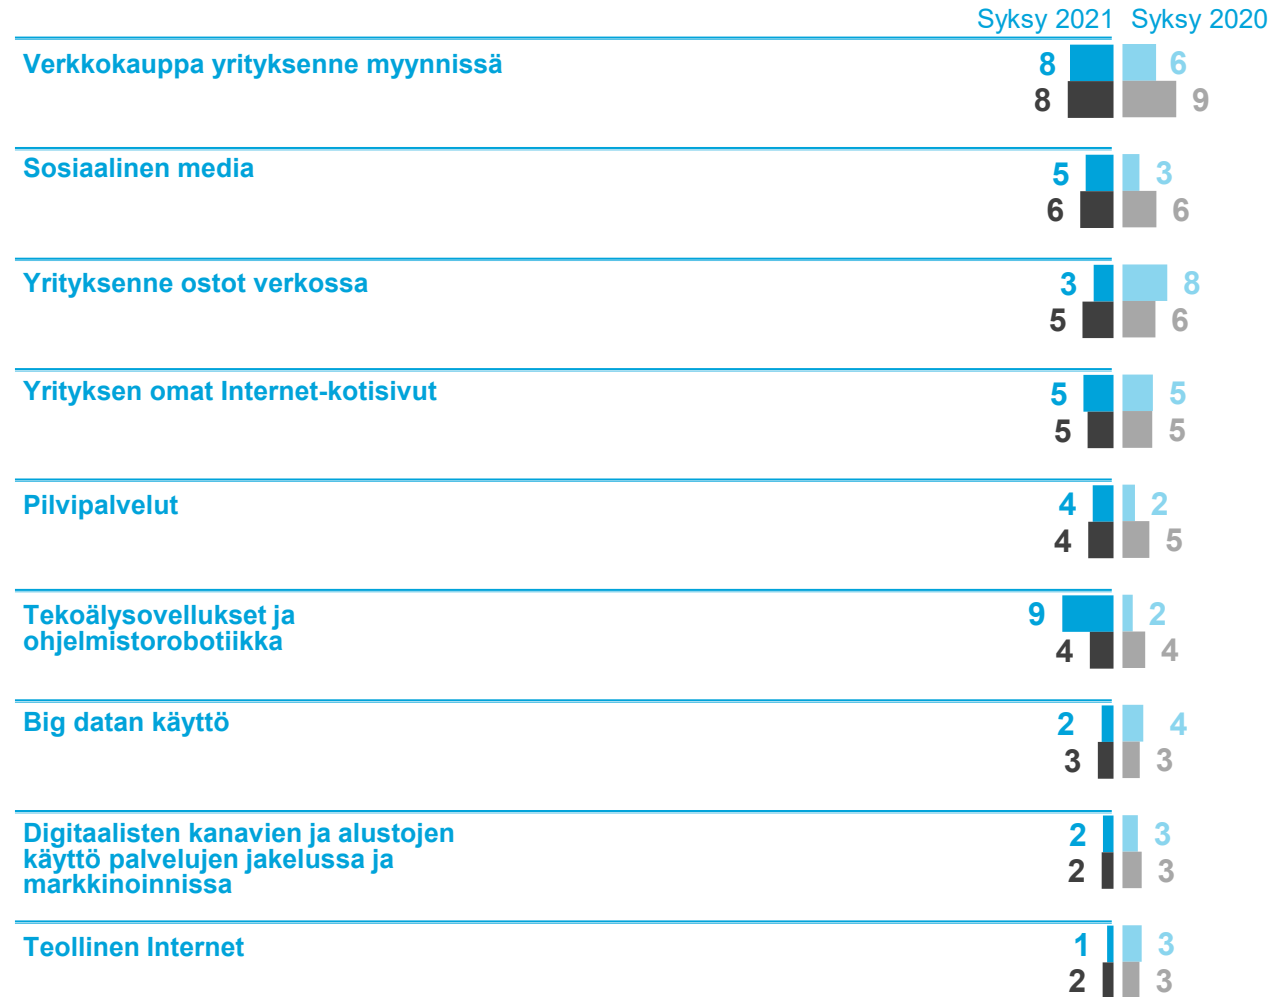 Syksy 2021 Syksy 2020
Verkkokauppa yrityksenne myynnissä
8 6
8 9
Sosiaalinen media
5 3
6 6
Yrityksenne ostot verkossa
3 8
5 6
Yrityksen omat Internet-kotisivut
5 5
5 5
Pilvipalvelut
4 2
4 5
Tekoälysovellukset ja
ohjelmistorobotiikka
9 2
4 4
Big datan käyttö
2 4
3 3
Digitaalisten kanavien ja alustojen
käyttö palvelujen jakelussa ja
markkinoinnissa
2 3
2 3
Teollinen Internet
1 3
2 3